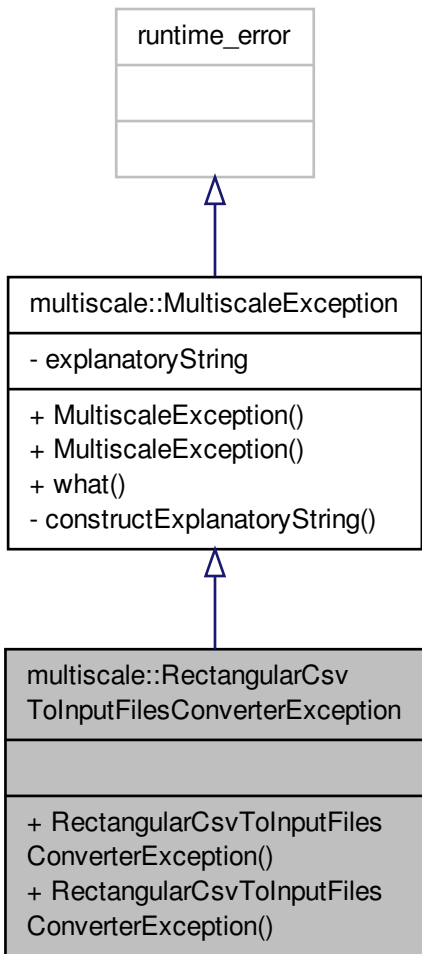 runtime_error
multiscale::MultiscaleException
- explanatoryString
+ MultiscaleException()
+ MultiscaleException()
+ what()
- constructExplanatoryString()
multiscale::RectangularCsv
ToInputFilesConverterException
+ RectangularCsvToInputFiles
ConverterException()
+ RectangularCsvToInputFiles
ConverterException()